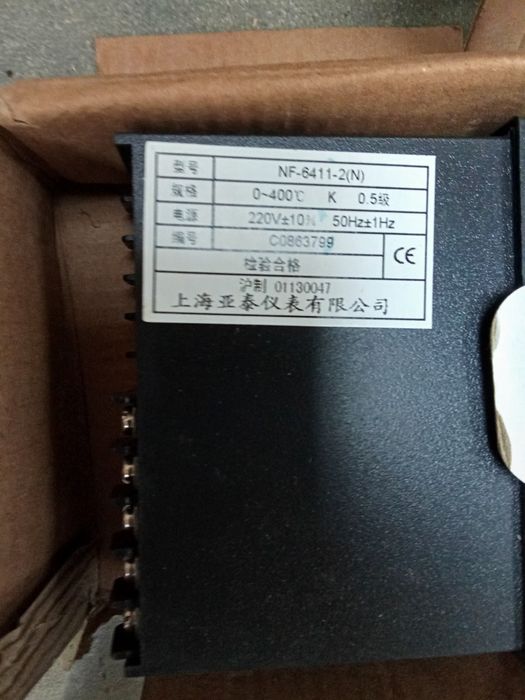 型号 NF-6411-2(N)
规格 0~400℃ K 0.5级
电源 220V±10% 50Hz±1Hz
编号 C0863799
CE
检验合格
沪制 01130047
上海亚泰仪表有限公司